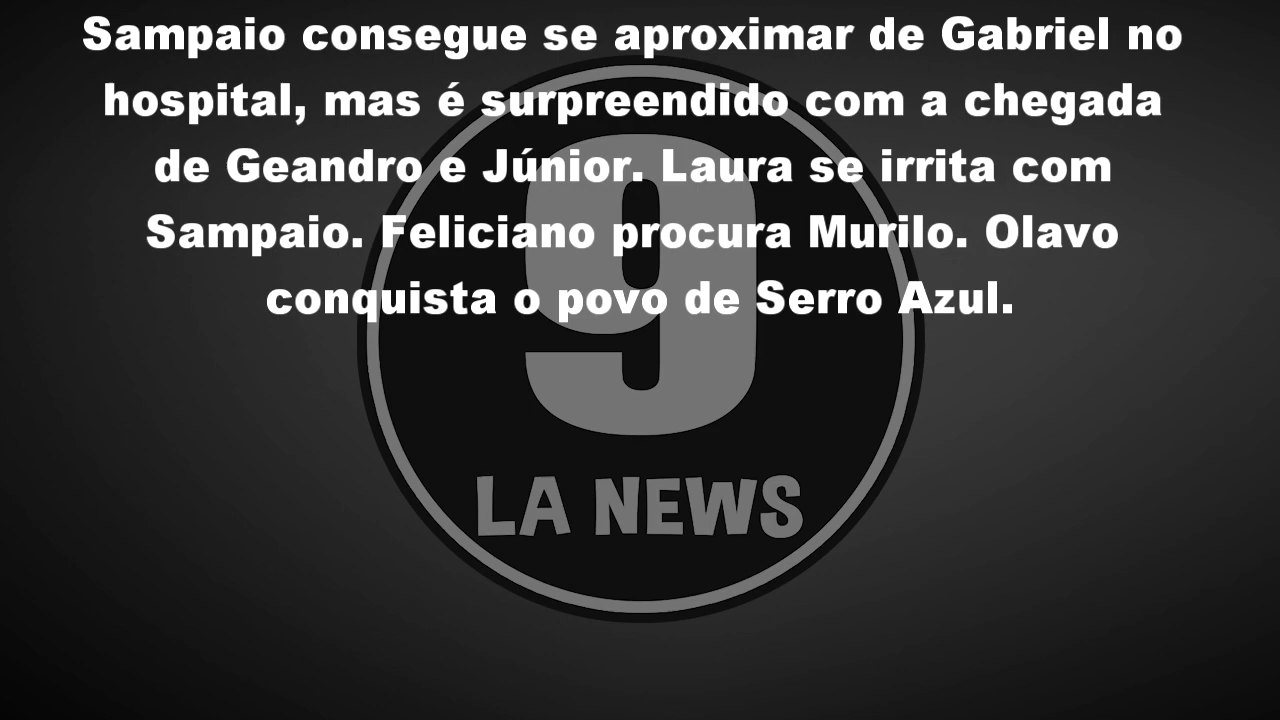 Sampaio consegue se aproximar de Gabriel no
hospital, mas é surpreendido com a chegada
de Geandro e Júnior. Laura se irrita com
Sampaio. Feliciano procura Murilo. Olavo
conquista o povo de Serro Azul.
9
LA NEWS